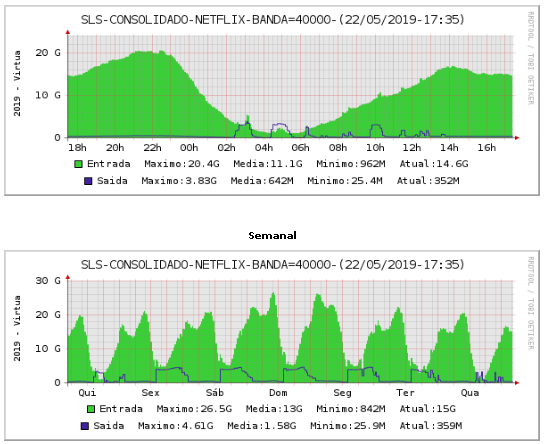 SLS-CONSOLIDADO-NETFLIX-BANDA=40000-(22/05/2019-17:35)
RRDTOOL / TOBI OETIKER
2019 - Virtua
20 G
10 G
0
18h 20h 22h 00h 02h 04h 06h 08h 10h 12h 14h 16h
Entrada Maximo:20.4G Media:11.1G Minimo:962M Atual:14.6G
Saida Maximo:3.83G Media:642M Minimo:25.4M Atual:352M
Semanal
SLS-CONSOLIDADO-NETFLIX-BANDA=40000-(22/05/2019-17:35)
RRDTOOL / TOBI OETIKER
2019 - Virtua
30 G
20 G
10 G
0
Qui Sex Sáb Dom Seg Ter Qua
Entrada Maximo:26.5G Media:13G Minimo:842M Atual:15G
Saida Maximo:4.61G Media:1.58G Minimo:25.9M Atual:359M